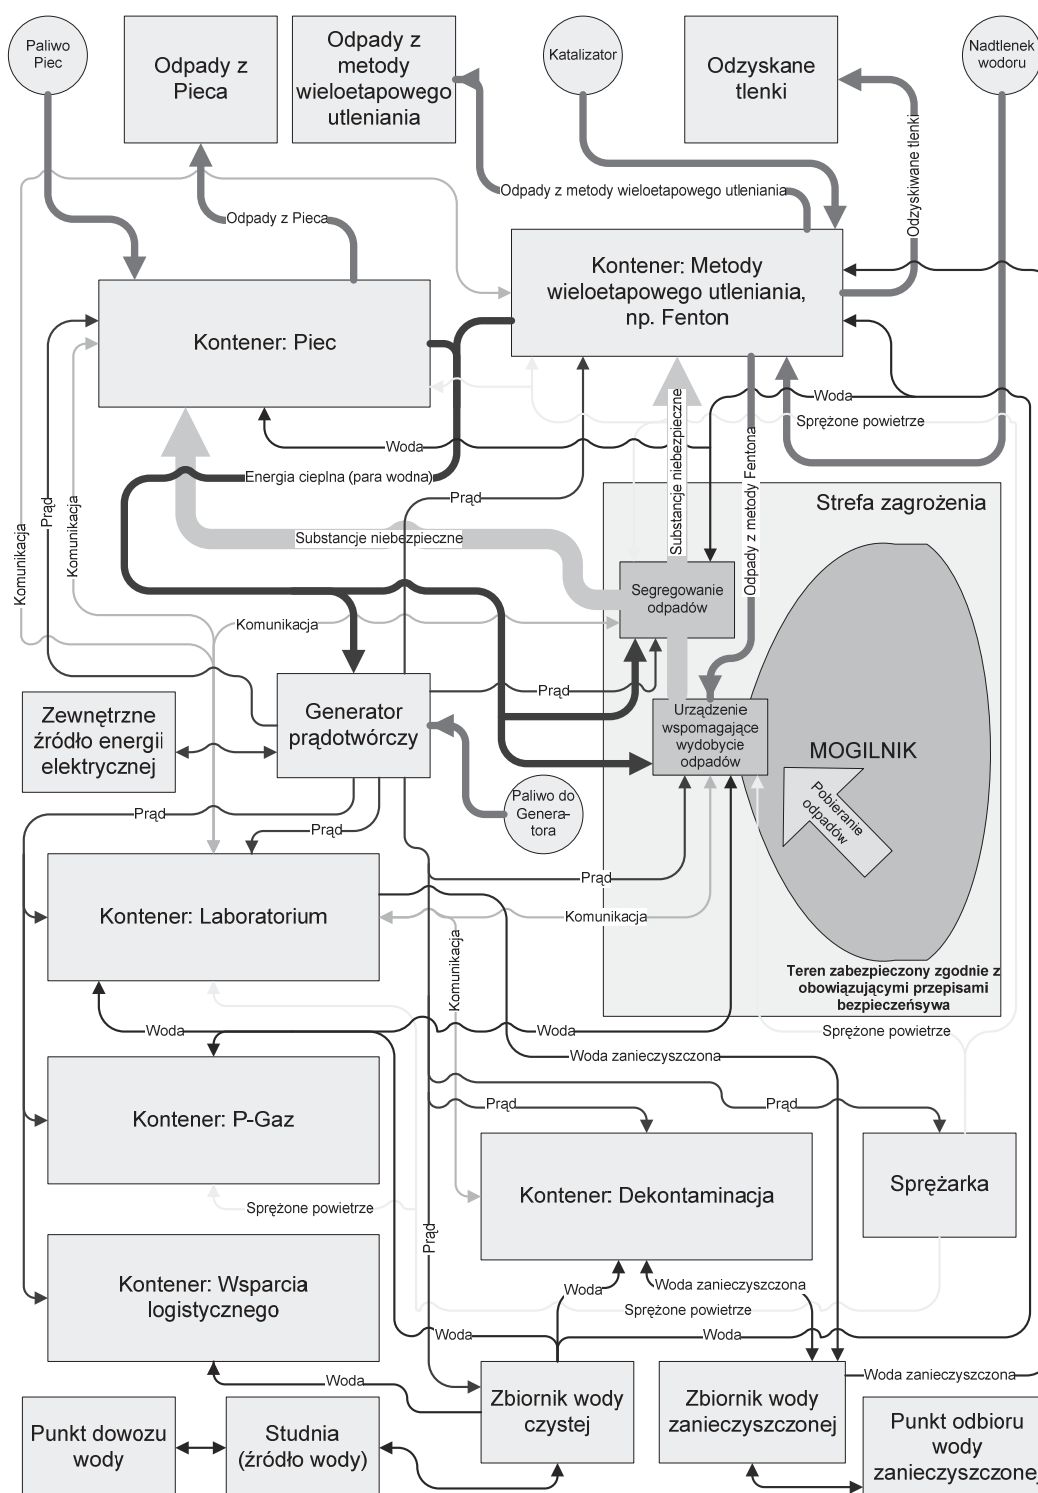 Paliwo
Piec
Odpady z
Pieca
Odpady z
metody
wieloetapowego
utleniania
Katalizator
Odzyskane
tlenki
Nadtlenek
wodoru
Odpady z metody wieloetapowego utleniania
Odzyskiwane tlenki
Odpady z Pieca
Kontener: Metody
wieloetapowego utleniania,
np. Fenton
Kontener: Piec
Woda
Sprężone powietrze
Woda
Energia cieplna (para wodna)
Substancje niebezpieczne
Odpady z metody Fentona
Prąd
Strefa zagrożenia
Komunikacja
Prąd
Komunikacja
Substancje niebezpieczne
Segregowanie
odpadów
Komunikacja
Prąd
Zewnętrzne
źródło energii
elektrycznej
Generator
prądotwórczy
Urządzenie
wspomagające
wydobycie
odpadów
MOGILNIK
Pobieranie
odpadów
Paliwo do
Genera-
tora
Prąd
Prąd
Prąd
Kontener: Laboratorium
Komunikacja
Komunikacja
Teren zabezpieczony zgodnie z
obowiązującymi przepisami
bezpieczeńsywa
Woda
Woda
Sprężone powietrze
Woda zanieczyszczona
Kontener: P-Gaz
Prąd
Prąd
Kontener: Dekontaminacja
Sprężarka
Sprężone powietrze
Prąd
Kontener: Wsparcia
logistycznego
Woda
Woda zanieczyszczona
Sprężone powietrze
Woda
Woda
Woda
Woda zanieczyszczona
Zbiornik wody
czystej
Zbiornik wody
zanieczyszczonej
Punkt dowozu
wody
Studnia
(źródło wody)
Punkt odbioru
wody
zanieczyszczonej